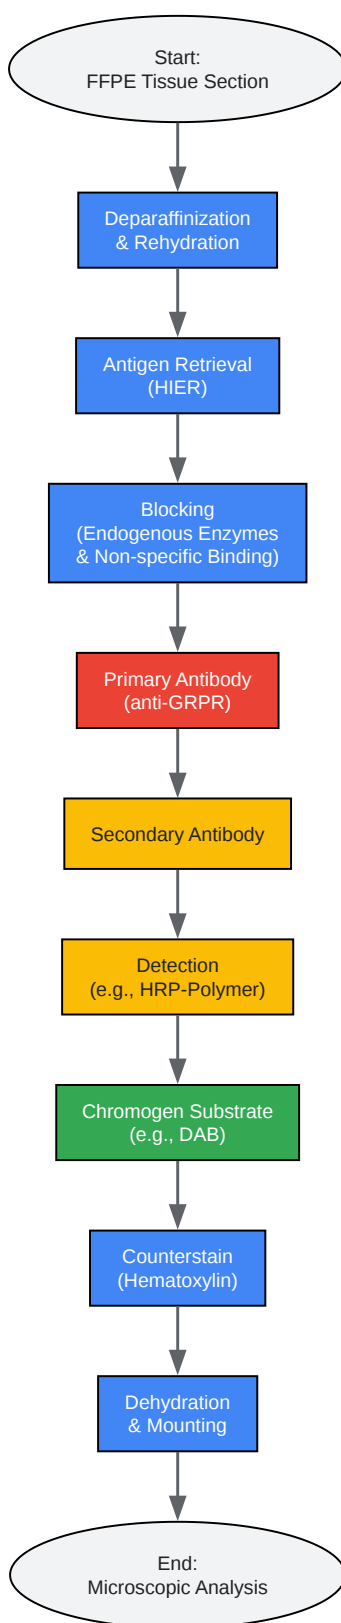 Start:
FFPE Tissue Section
Deparaffinization
& Rehydration
Antigen Retrieval
(HIER)
Blocking
(Endogenous Enzymes
& Non-specific Binding)
Primary Antibody
(anti-GRPR)
Secondary Antibody
Detection
(e.g., HRP-Polymer)
Chromogen Substrate
(e.g., DAB)
Counterstain
(Hematoxylin)
Dehydration
& Mounting
End:
Microscopic Analysis